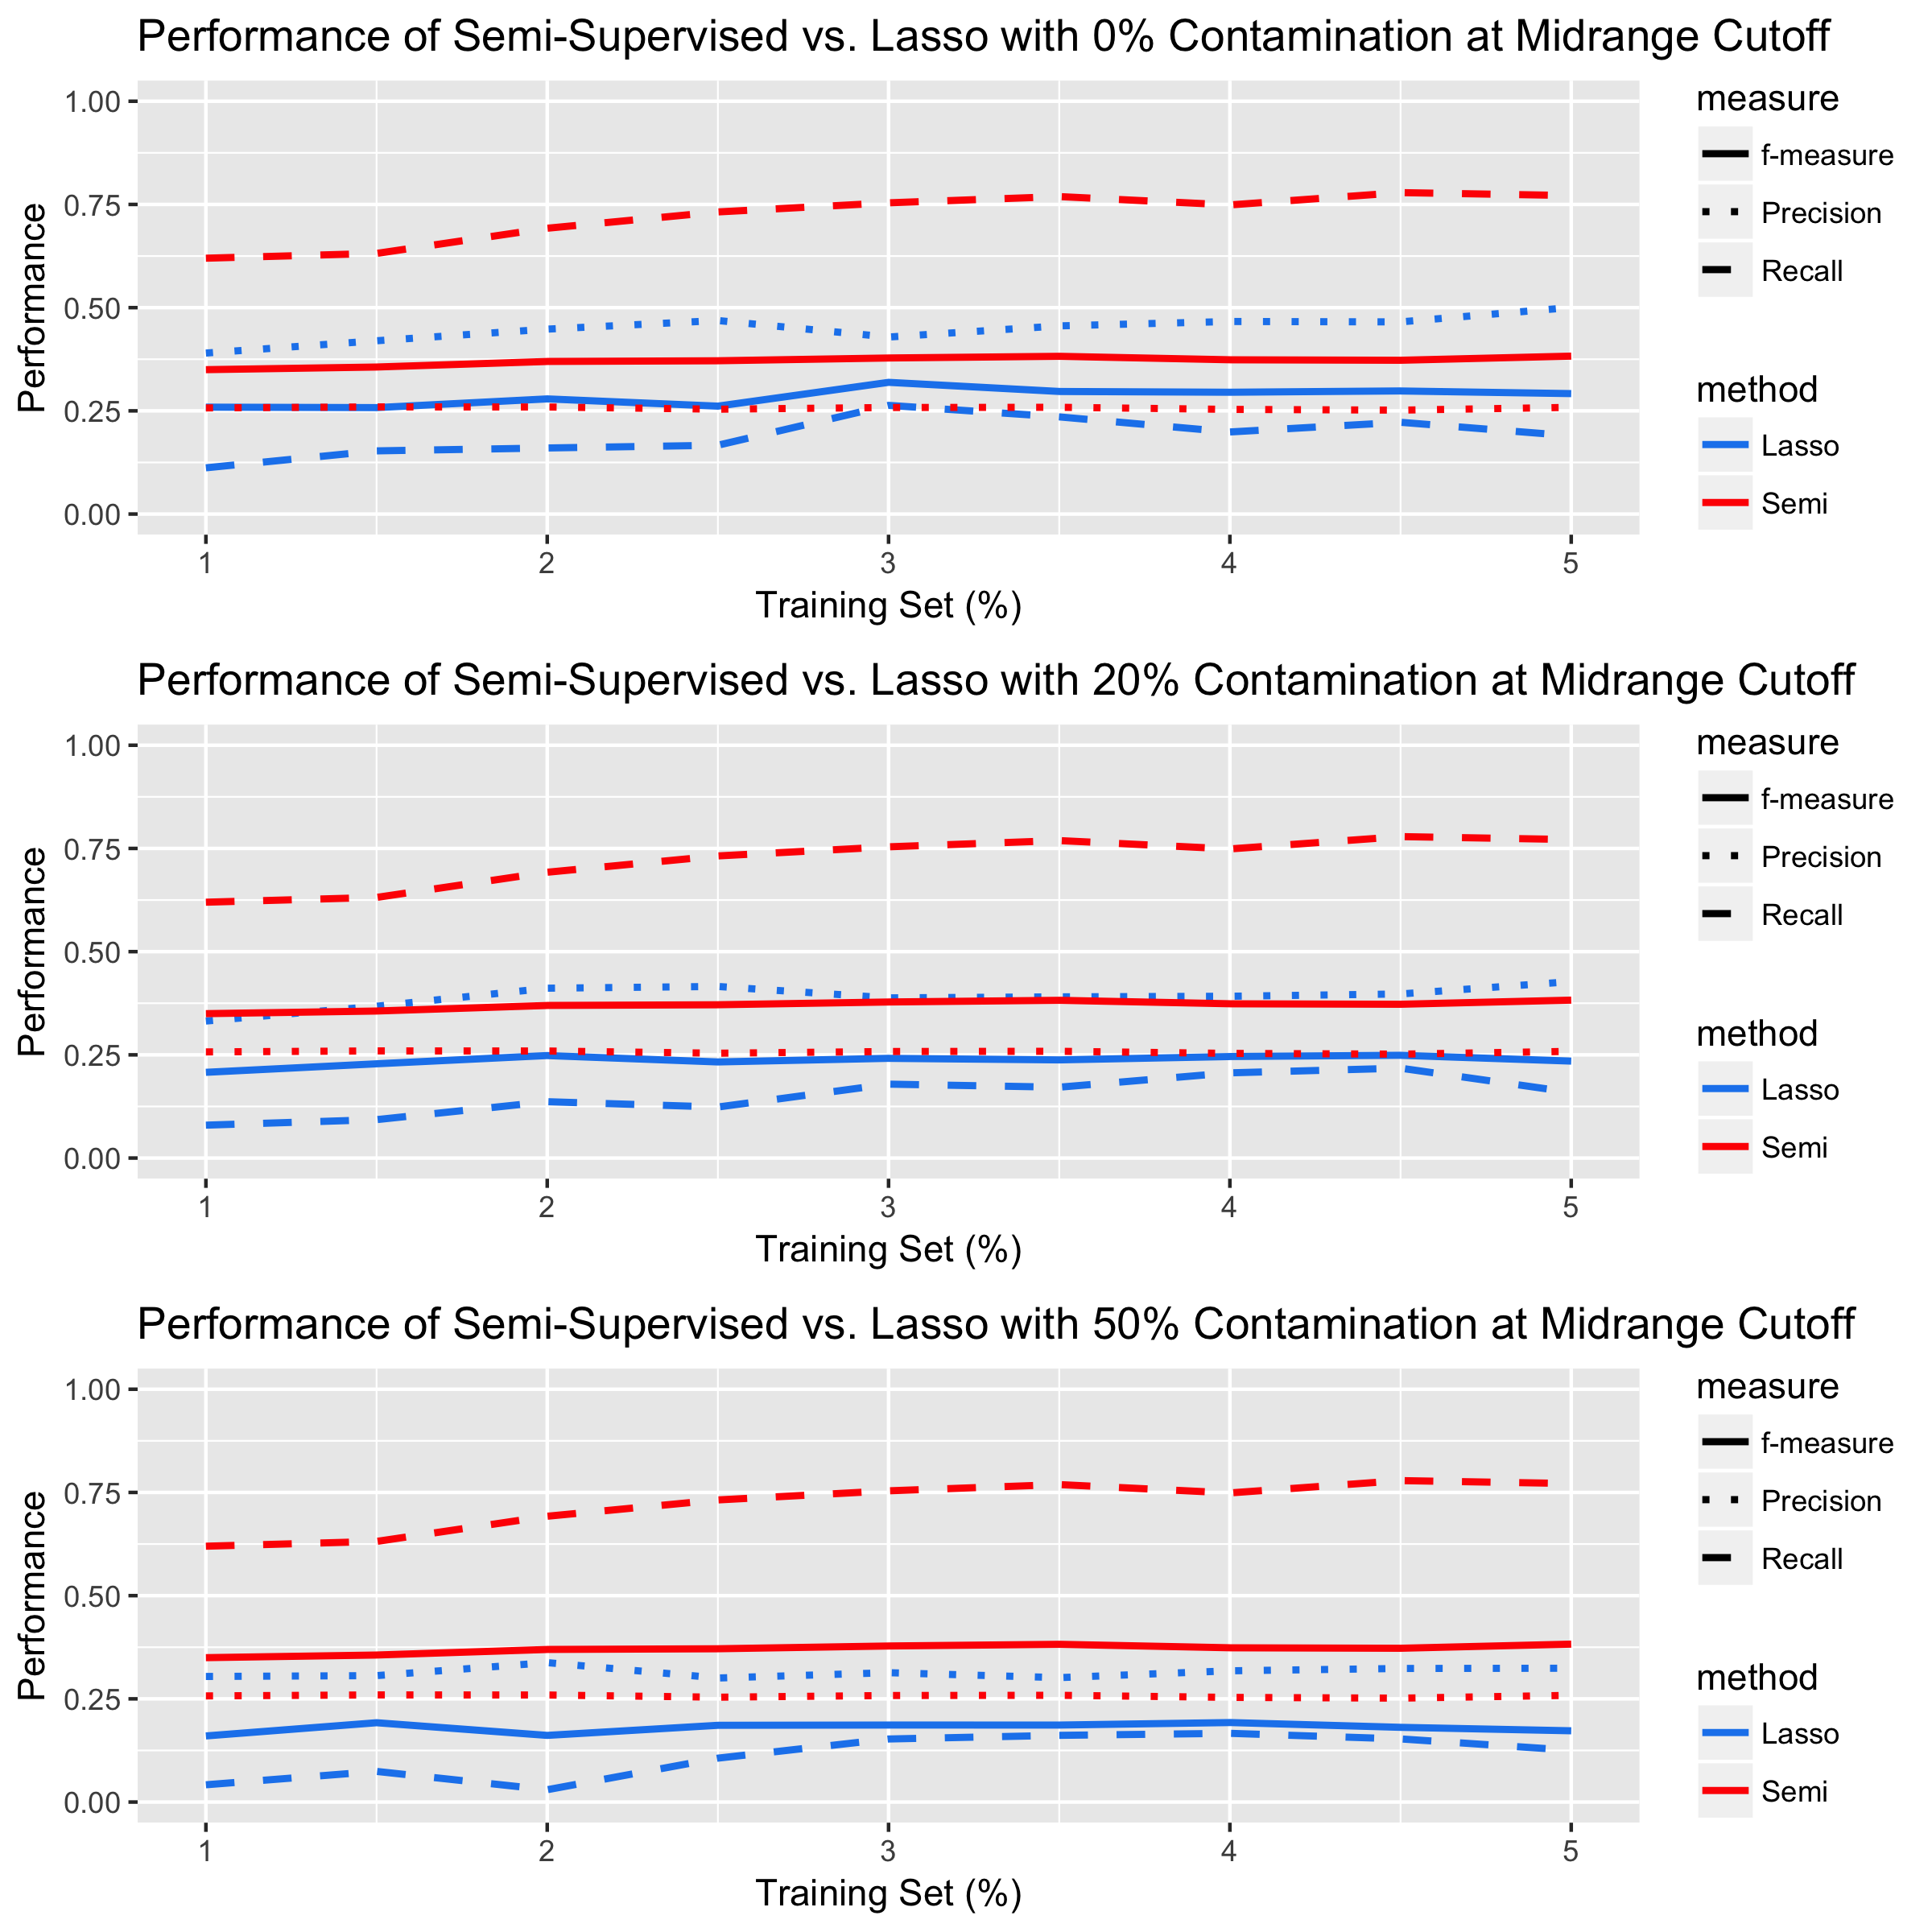 Performance of Semi-Supervised vs. Lasso with 0% Contamination at Midrange Cutoff
Performance
1.00
0.75
0.50
0.25
0.00
1 2 3 4 5
Training Set (%)
measure
f-measure
Precision
Recall
method
Lasso
Semi
Performance of Semi-Supervised vs. Lasso with 20% Contamination at Midrange Cutoff
Performance
1.00
0.75
0.50
0.25
0.00
1 2 3 4 5
Training Set (%)
measure
f-measure
Precision
Recall
method
Lasso
Semi
Performance of Semi-Supervised vs. Lasso with 50% Contamination at Midrange Cutoff
Performance
1.00
0.75
0.50
0.25
0.00
1 2 3 4 5
Training Set (%)
measure
f-measure
Precision
Recall
method
Lasso
Semi